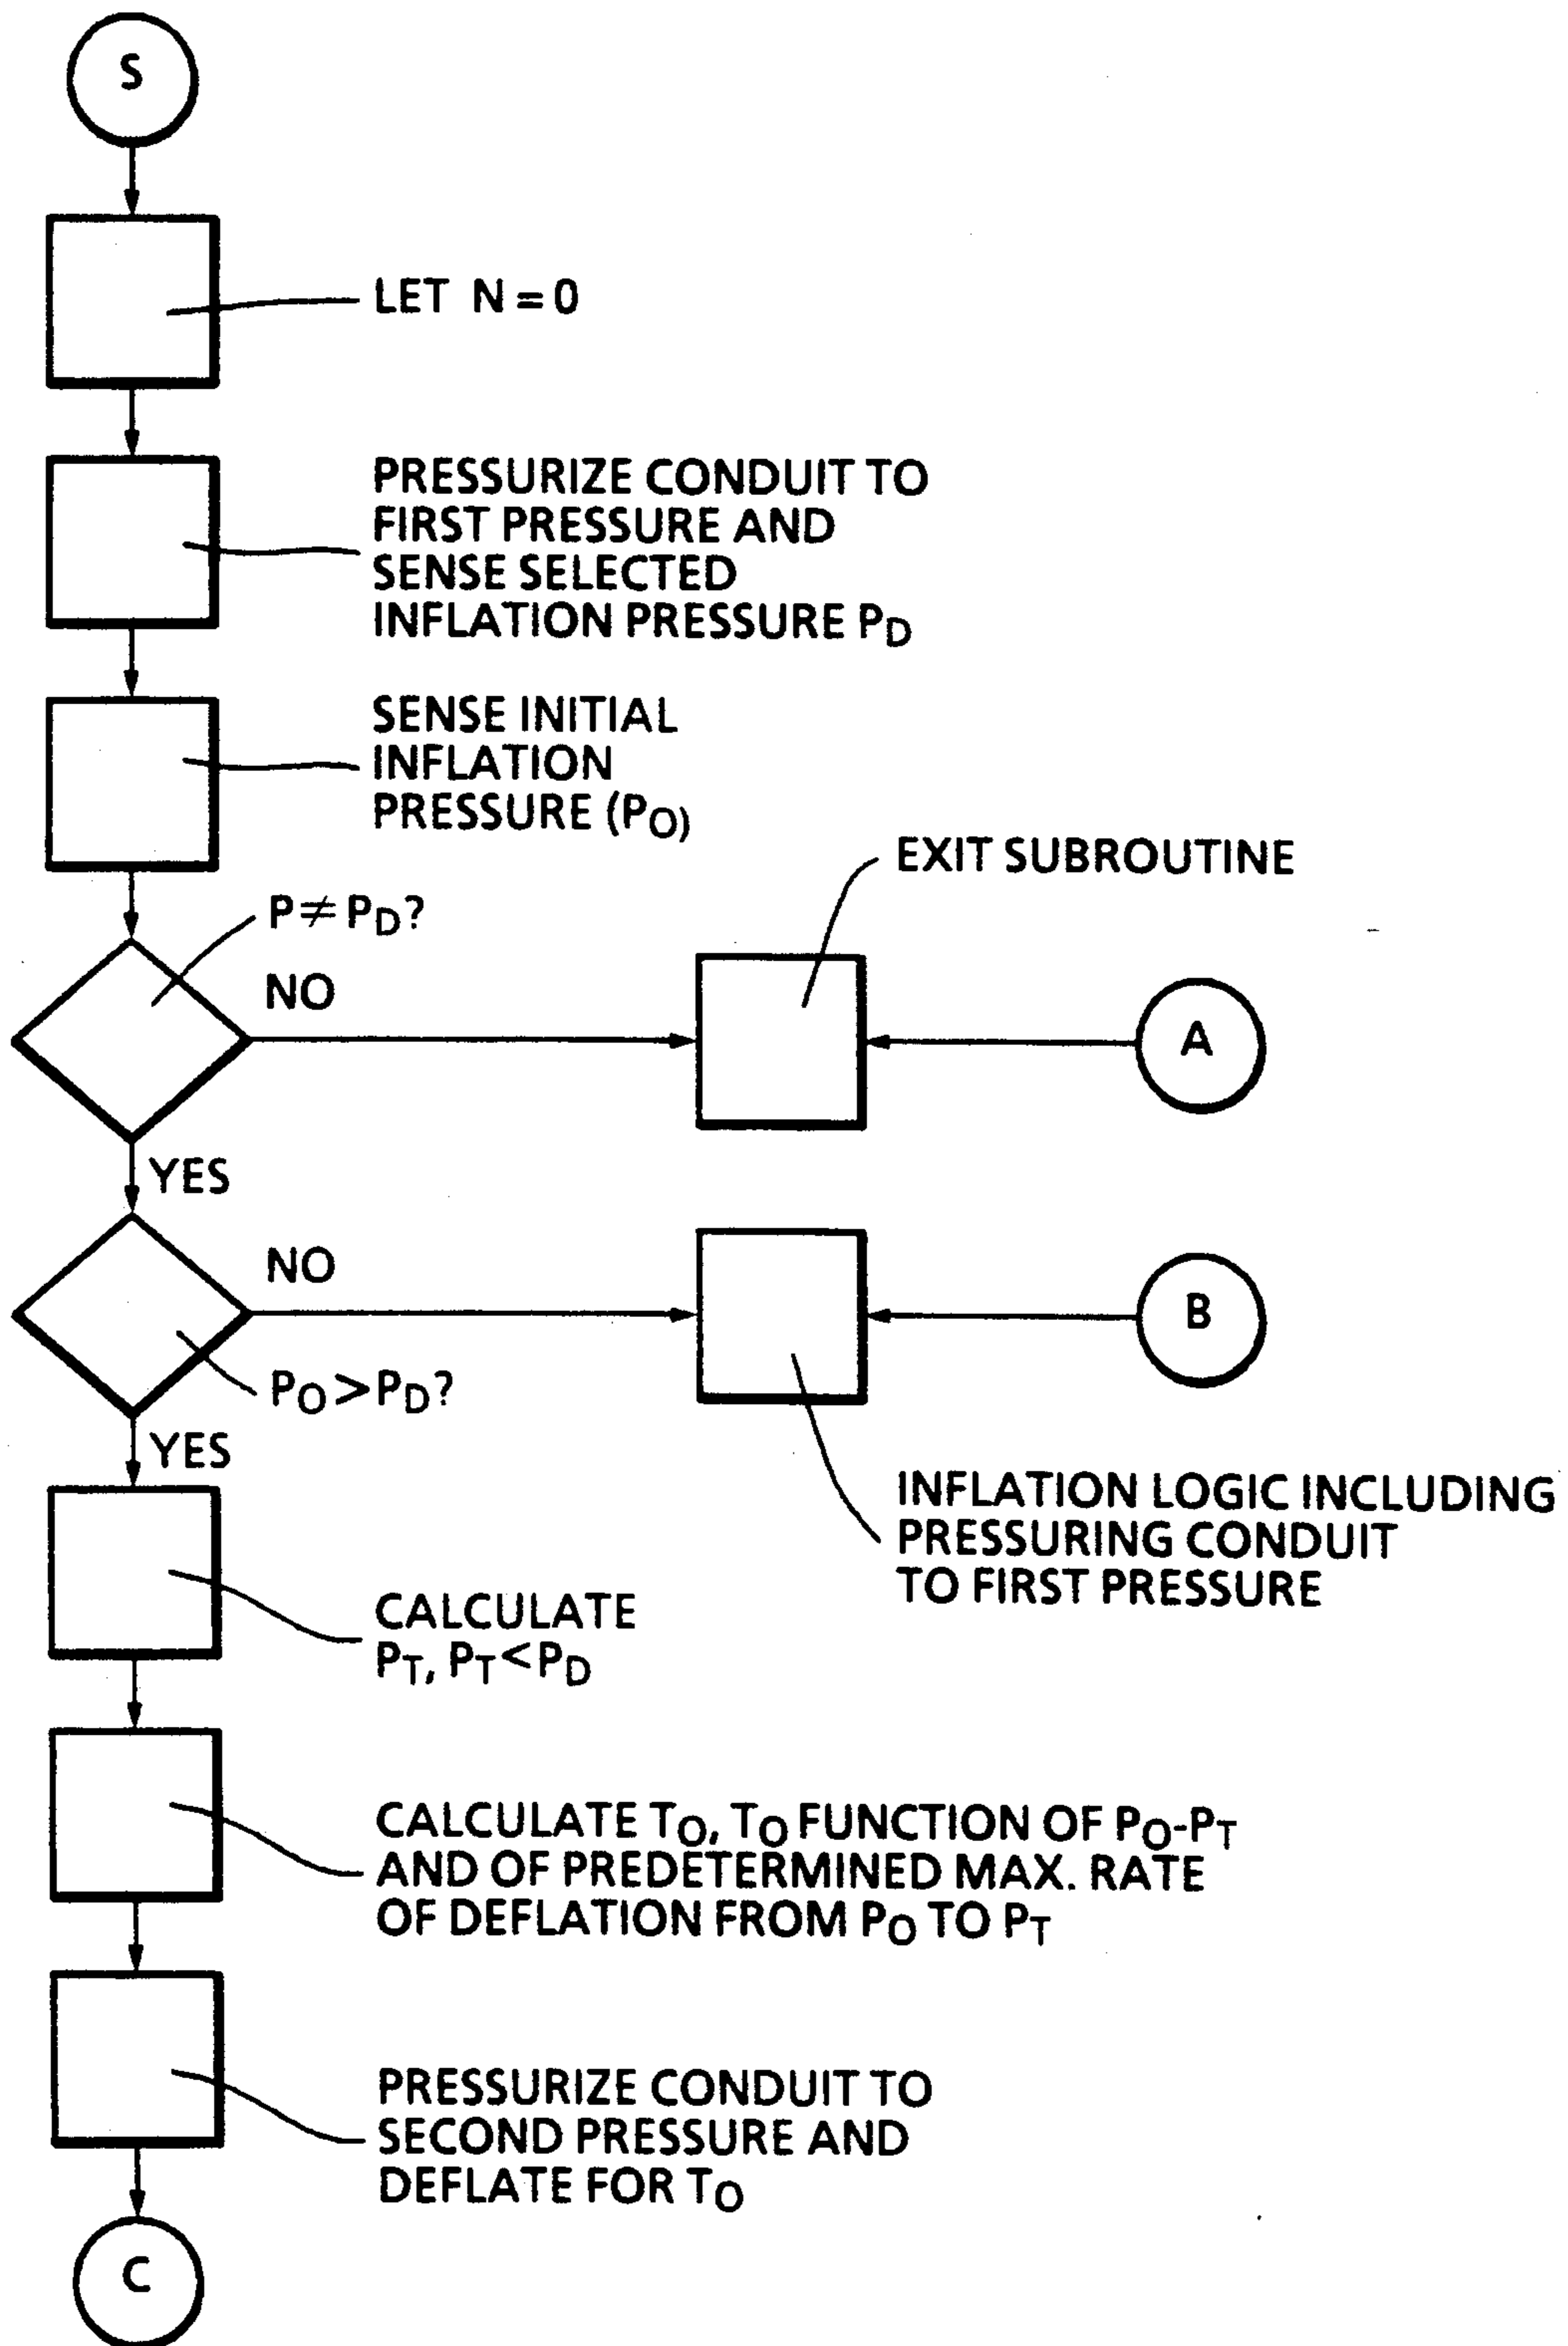 S
LET N = 0
PRESSURIZE CONDUIT TO
FIRST PRESSURE AND
SENSE SELECTED
INFLATION PRESSURE PD
SENSE INITIAL
INFLATION
PRESSURE (PO)
EXIT SUBROUTINE
P≠PD?
NO
A
YES
NO
B
PO>PD?
YES
INFLATION LOGIC INCLUDING
PRESSURING CONDUIT
TO FIRST PRESSURE
CALCULATE
PT, PT<PD
CALCULATE TO, TO FUNCTION OF PO-PT
AND OF PREDETERMINED MAX. RATE
OF DEFLATION FROM PO TO PT
PRESSURIZE CONDUIT TO
SECOND PRESSURE AND
DEFLATE FOR TO
C